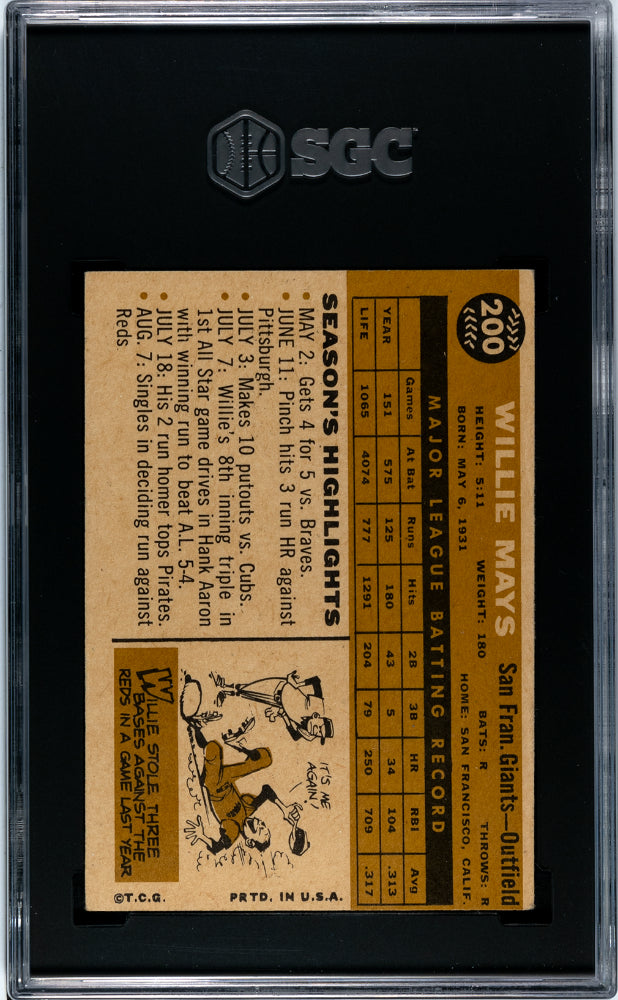 SGC
200
WILLIE MAYS
San Fran. Giants—Outfield
HEIGHT: 5:11 WEIGHT: 180 BATS: R THROWS: R
BORN: MAY 6, 1931 HOME: SAN FRANCISCO, CALIF.
MAJOR LEAGUE BATTING RECORD
Games At Bat Runs Hits 2B 3B HR RBI Avg
YEAR 151 575 125 180 43 5 34 104 .313
LIFE 1065 4074 777 1291 204 79 250 709 .317
SEASON'S HIGHLIGHTS
• MAY 2: Gets 4 for 5 vs. Braves.
• JUNE 11: Pinch hits 3 run HR against
Pittsburgh.
• JULY 3: Makes 10 putouts vs. Cubs.
• JULY 7: Willie's 8th inning triple in
1st All Star game drives in Hank Aaron
with winning run to beat A.L. 5-4.
• JULY 18: His 2 run homer tops Pirates.
• AUG. 7: Singles in deciding run against
Reds
IT'S ME
AGAIN!
WILLIE STOLE THREE
BASES AGAINST THE
REDS IN A GAME LAST YEAR
©T.C.G. PRTD. IN U.S.A.